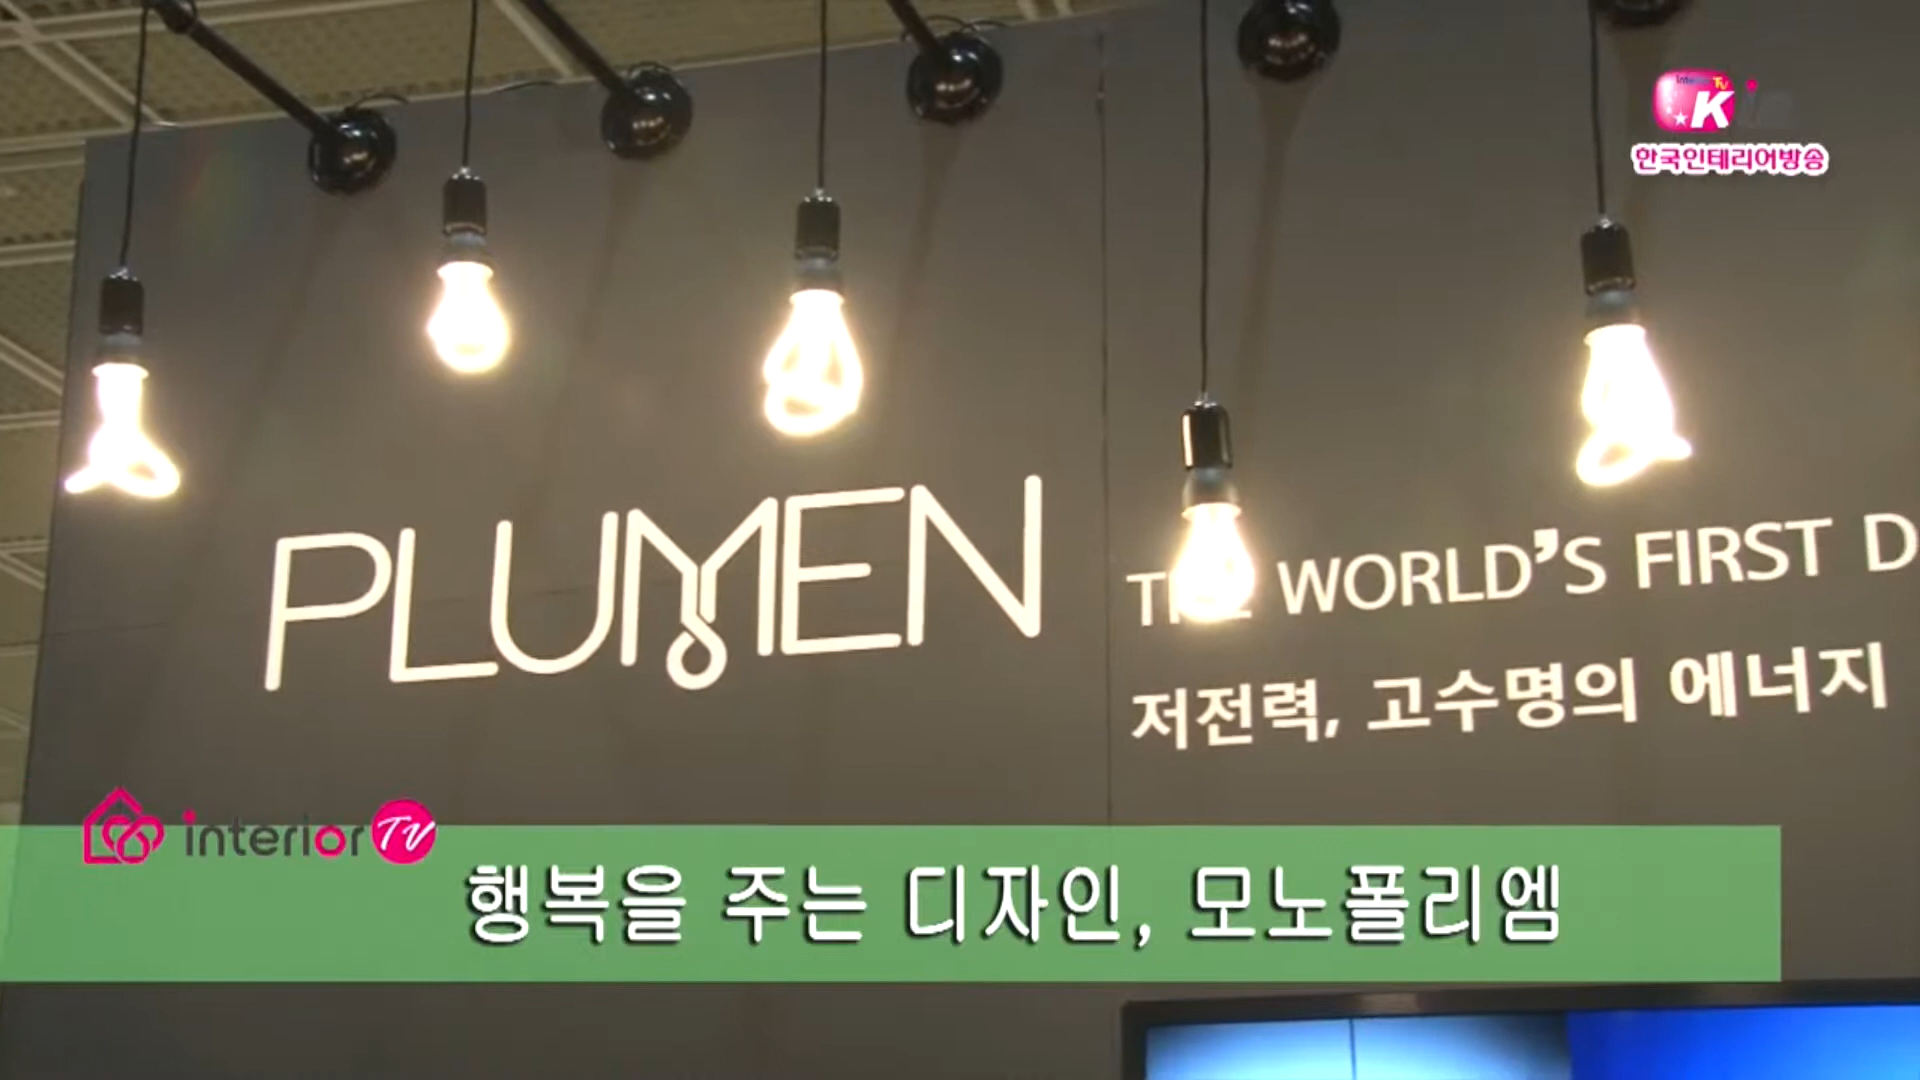 한국인테리어방송
PLUMEN
THE WORLD'S FIRST D
저전력, 고수명의 에너지
interior TV
행복을 주는 디자인, 모노폴리엠